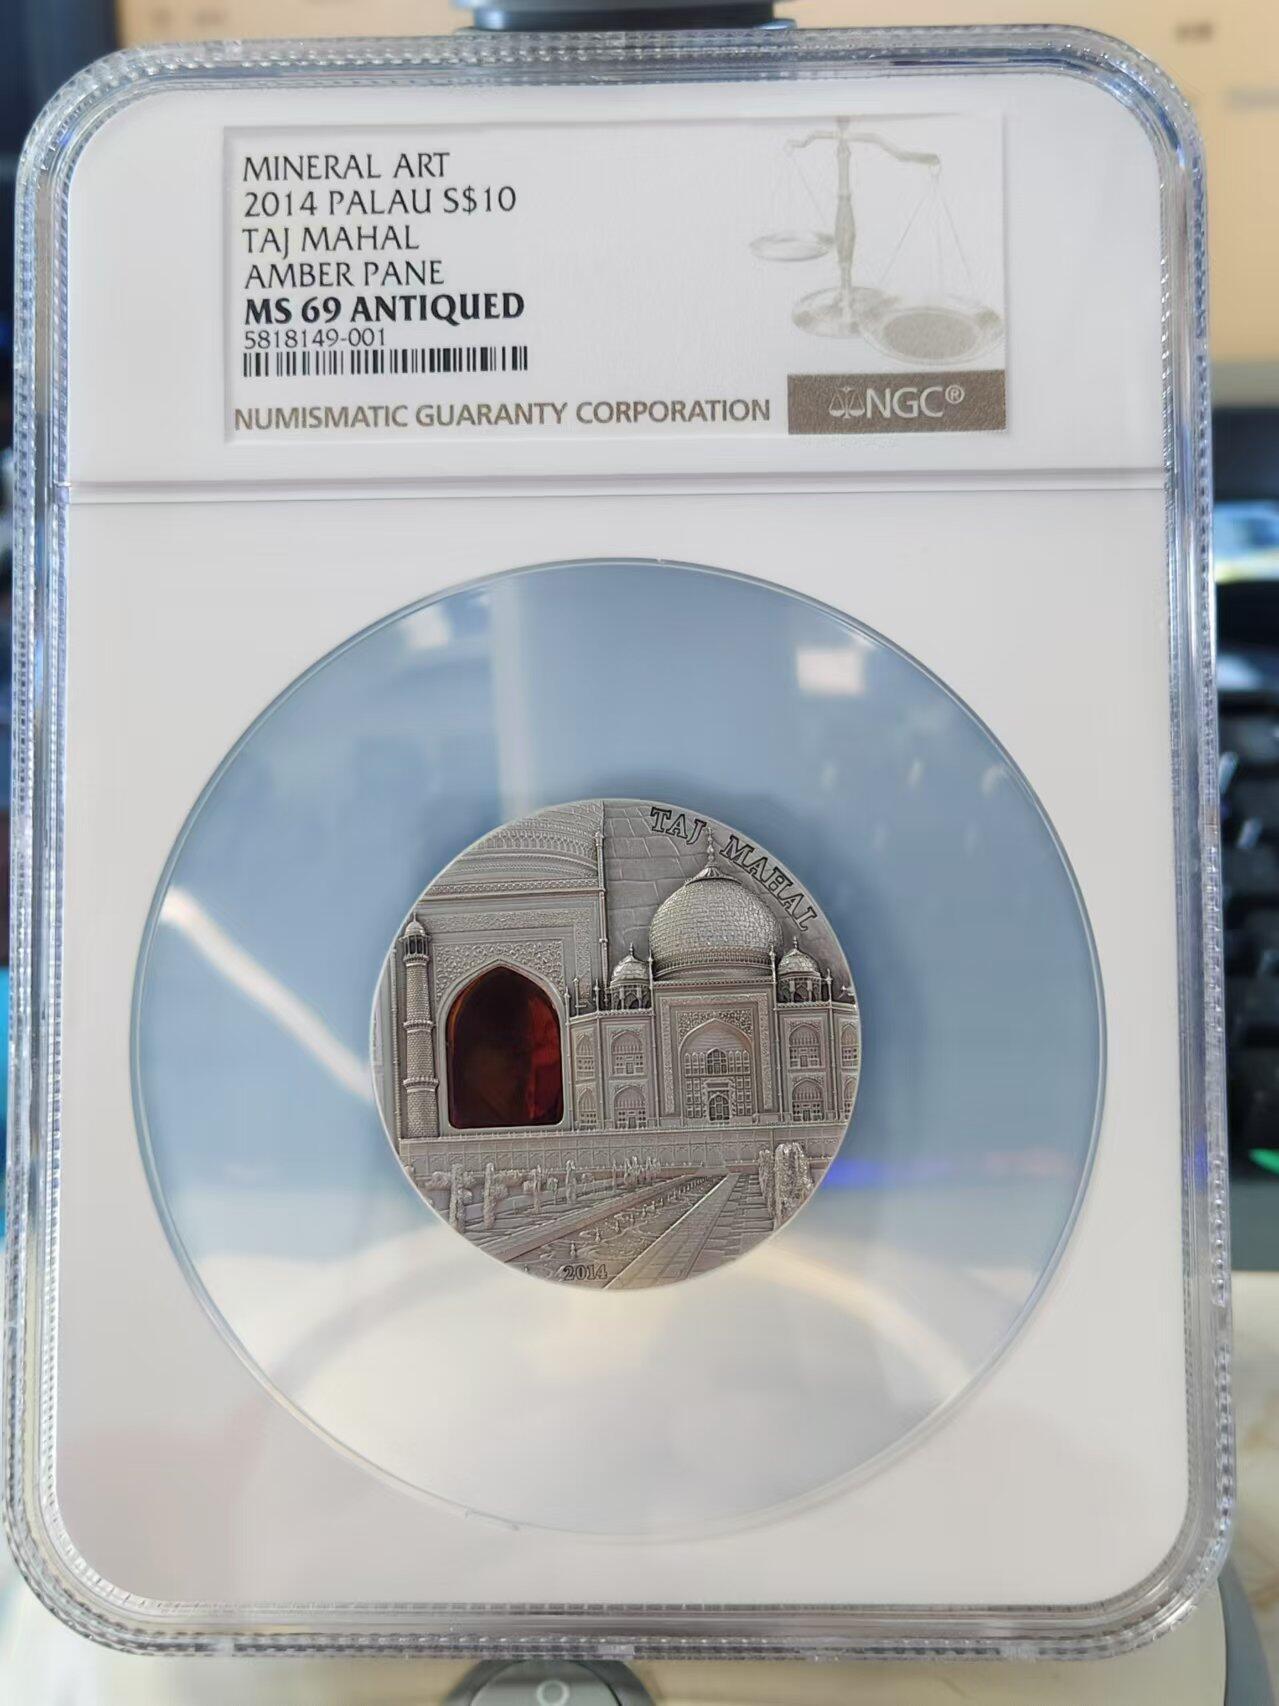 MINERAL ART
2014 PALAU S$10
TAJ MAHAL
AMBER PANE
MS 69 ANTIQUED
5818149-001
NUMISMATIC GUARANTY CORPORATION
NGC®
TAJ MAHAL
2014